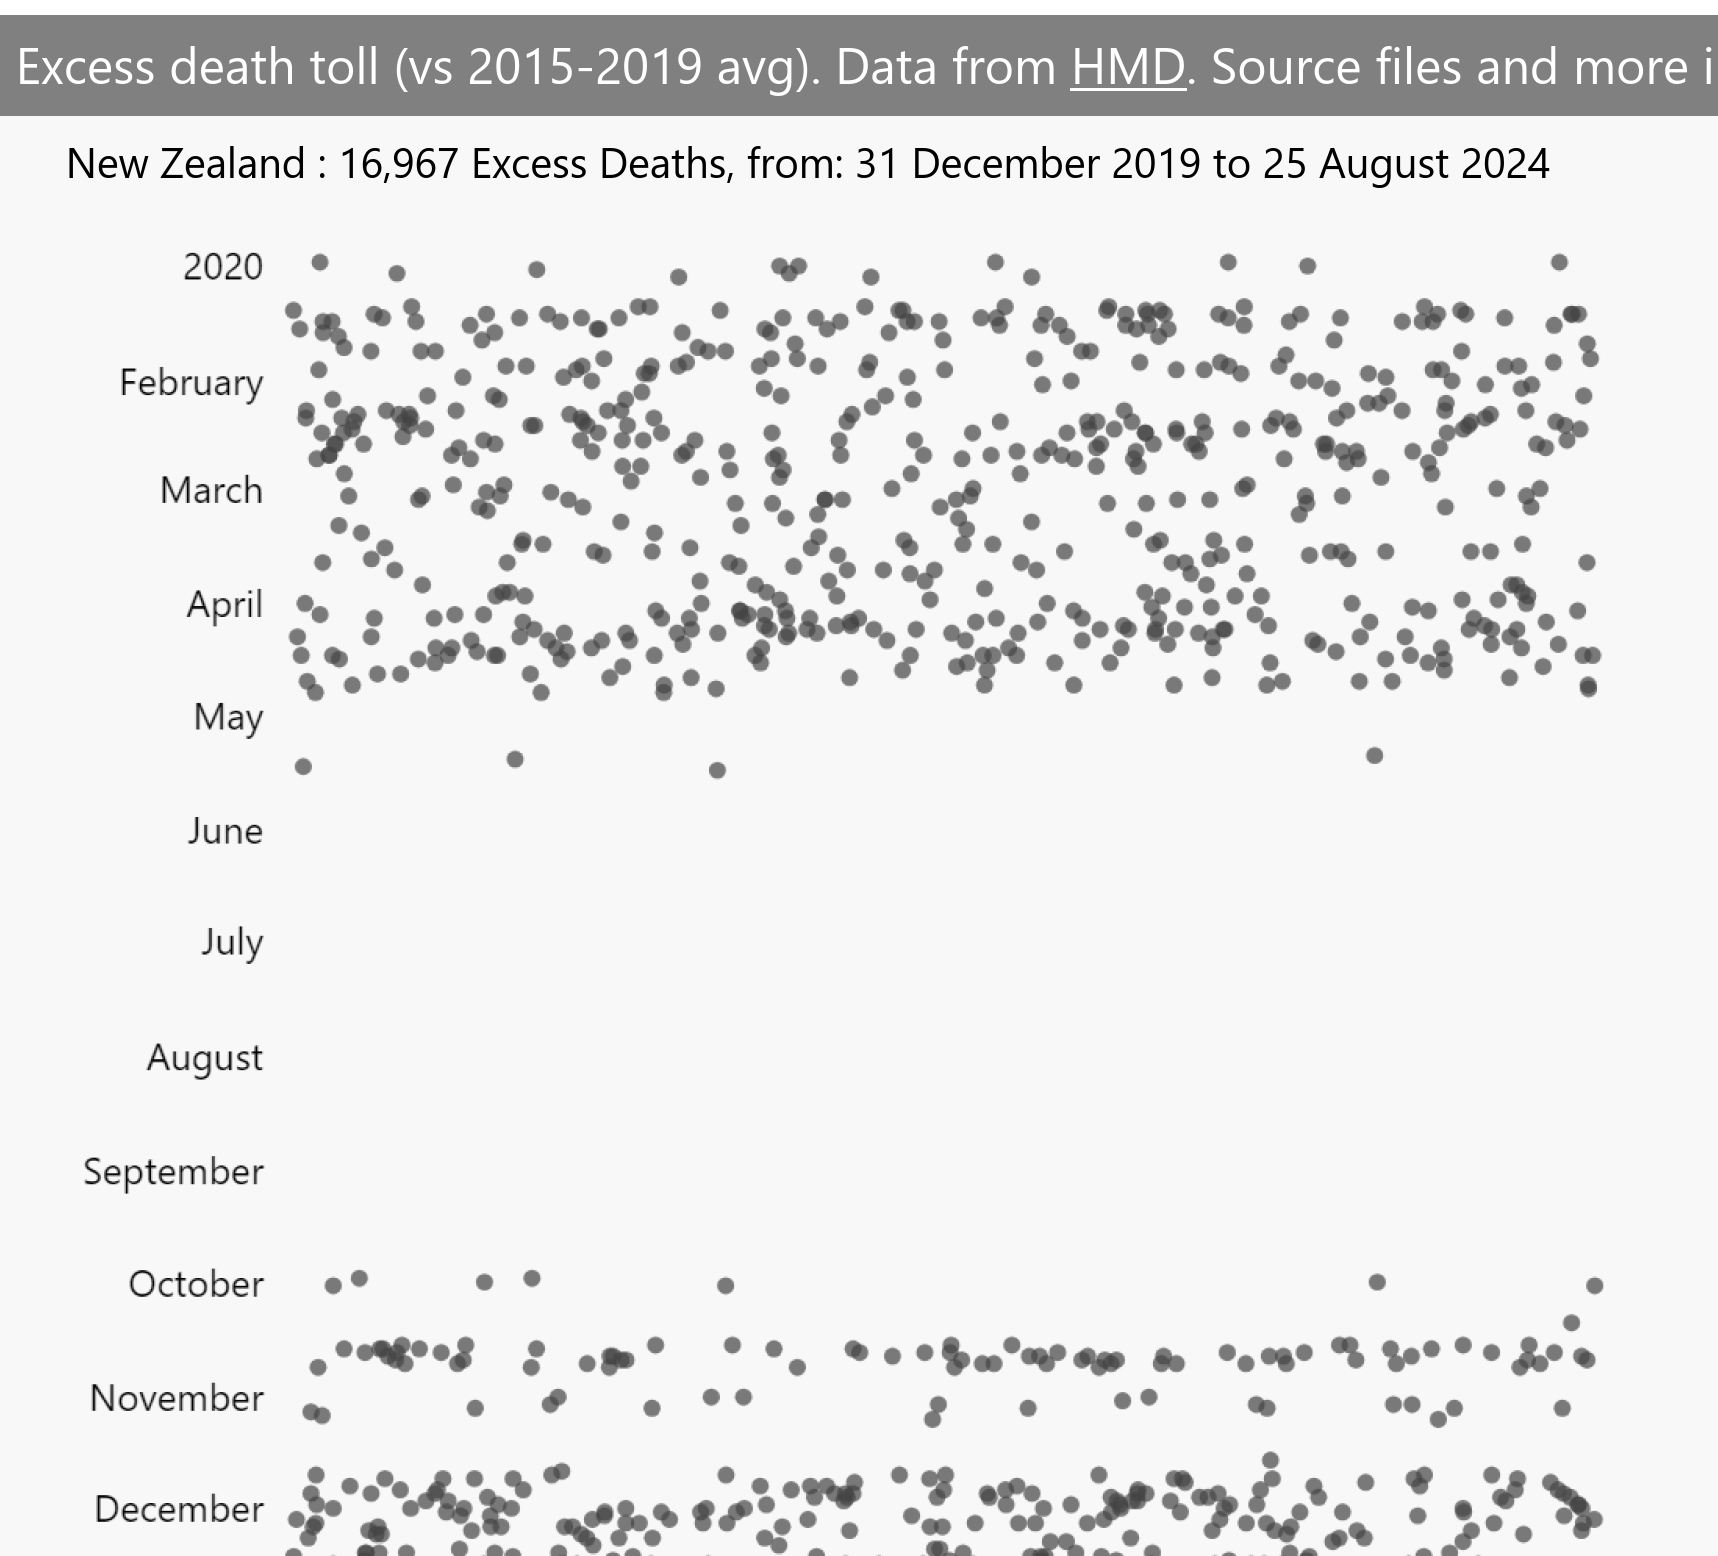 Excess death toll (vs 2015-2019 avg). Data from HMD. Source files and more i
New Zealand : 16,967 Excess Deaths, from: 31 December 2019 to 25 August 2024
2020
February
March
April
May
June
July
August
September
October
November
December